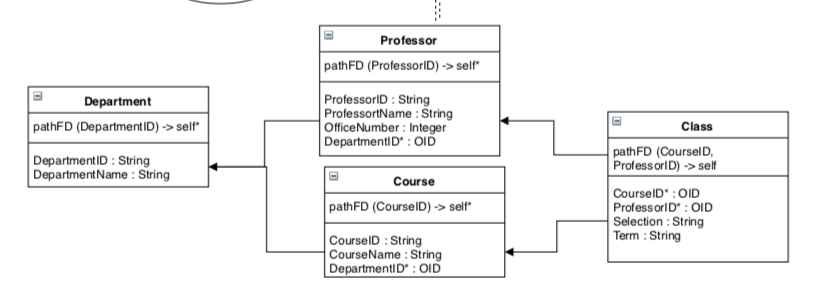 Professor
pathFD (ProfessorID) -> self*
ProfessorID : String
ProfessortName : String
OfficeNumber : Integer
DepartmentID* : OID
Department
pathFD (DepartmentID) -> self*
DepartmentID : String
DepartmentName : String
Class
pathFD (CourseID,
ProfessorID) -> self
CourseID* : OID
ProfessorID* : OID
Selection : String
Term : String
Course
pathFD (CourseID) -> self*
CourseID : String
CourseName : String
DepartmentID* : OID